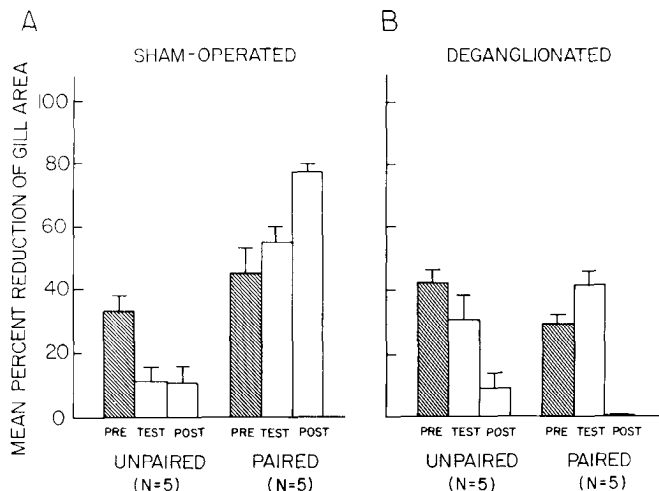 A
SHAM-OPERATED
MEAN PERCENT REDUCTION OF GILL AREA
100
80
60
40
20
0
PRE TEST POST PRE TEST POST
UNPAIRED PAIRED
(N=5) (N=5)
B
DEGANGLIONATED
PRE TEST POST PRE TEST POST
UNPAIRED PAIRED
(N=5) (N=5)